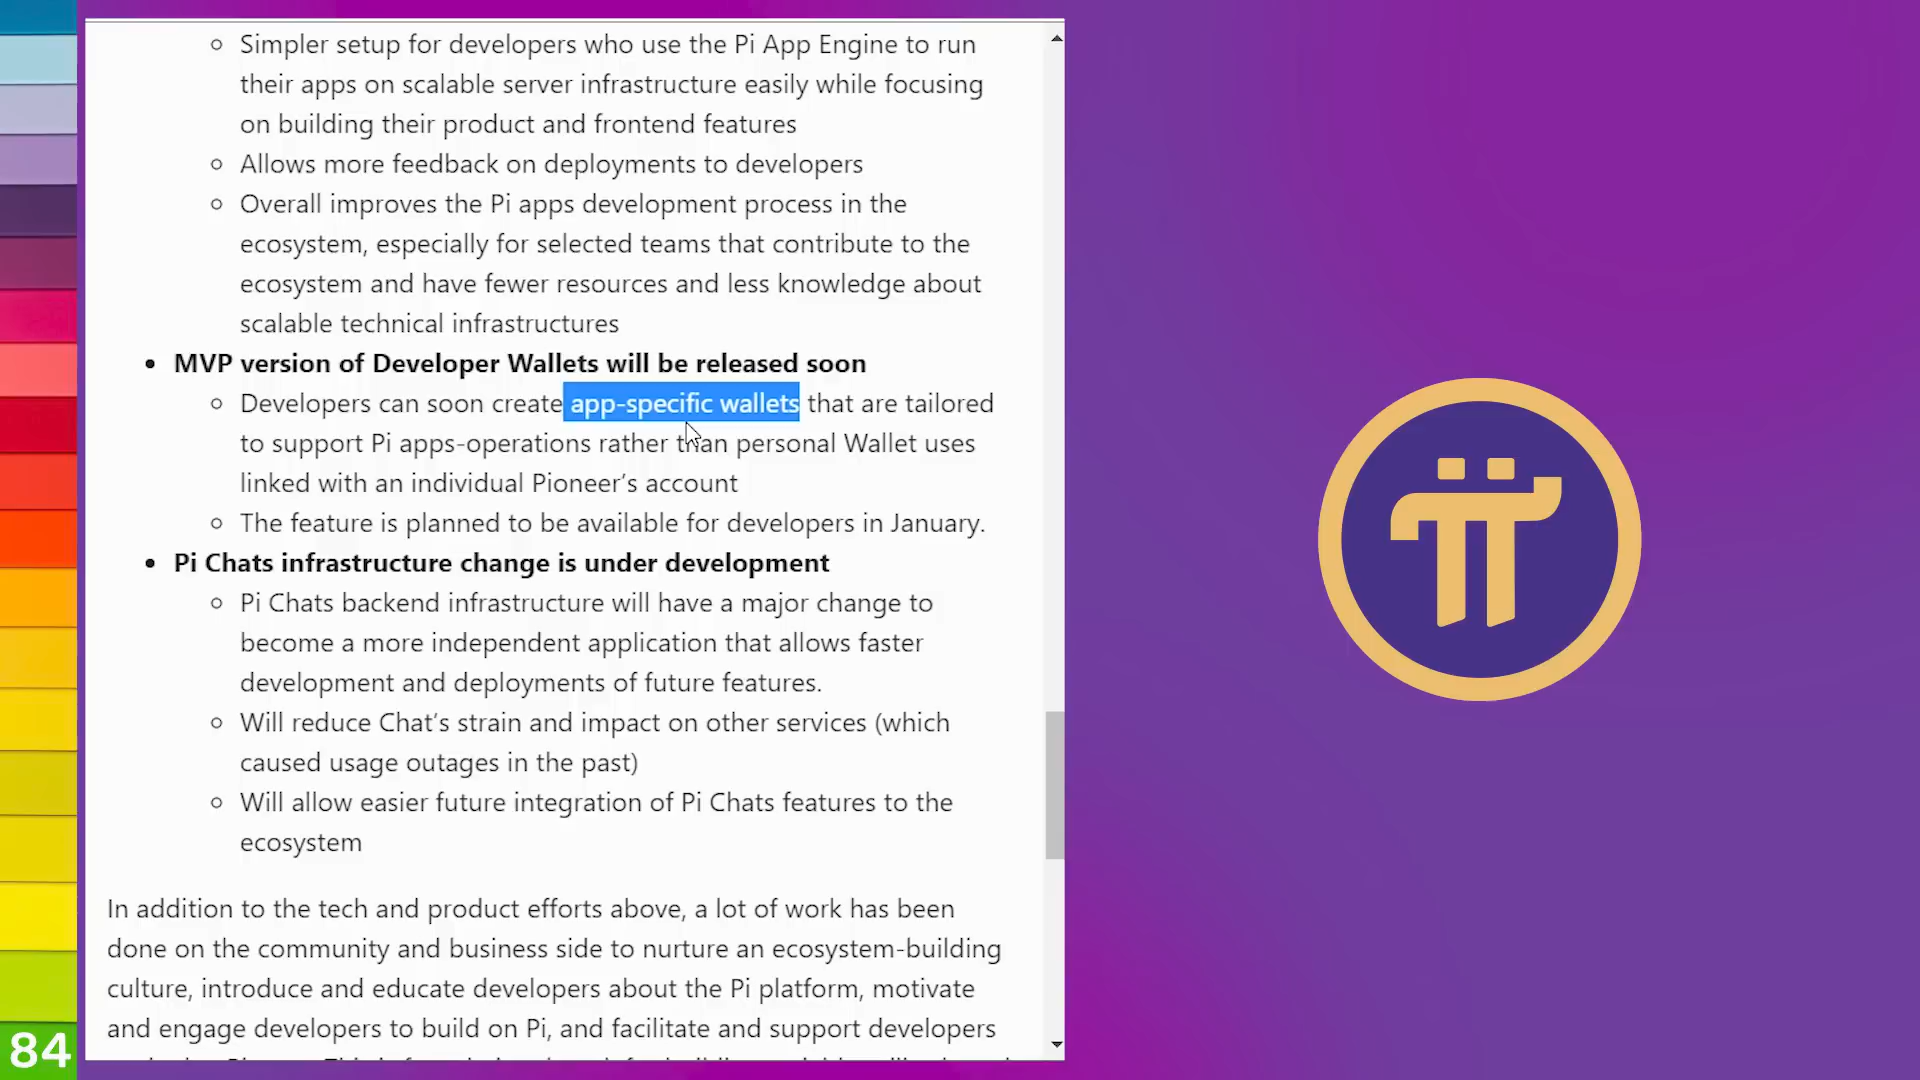 Simpler setup for developers who use the Pi App Engine to run
their apps on scalable server infrastructure easily while focusing
on building their product and frontend features
Allows more feedback on deployments to developers
Overall improves the Pi apps development process in the
ecosystem, especially for selected teams that contribute to the
ecosystem and have fewer resources and less knowledge about
scalable technical infrastructures
MVP version of Developer Wallets will be released soon
Developers can soon create app-specific wallets that are tailored
to support Pi apps-operations rather than personal Wallet uses
linked with an individual Pioneer’s account
The feature is planned to be available for developers in January.
Pi Chats infrastructure change is under development
Pi Chats backend infrastructure will have a major change to
become a more independent application that allows faster
development and deployments of future features.
Will reduce Chat’s strain and impact on other services (which
caused usage outages in the past)
Will allow easier future integration of Pi Chats features to the
ecosystem
In addition to the tech and product efforts above, a lot of work has been
done on the community and business side to nurture an ecosystem-building
culture, introduce and educate developers about the Pi platform, motivate
and engage developers to build on Pi, and facilitate and support developers
84